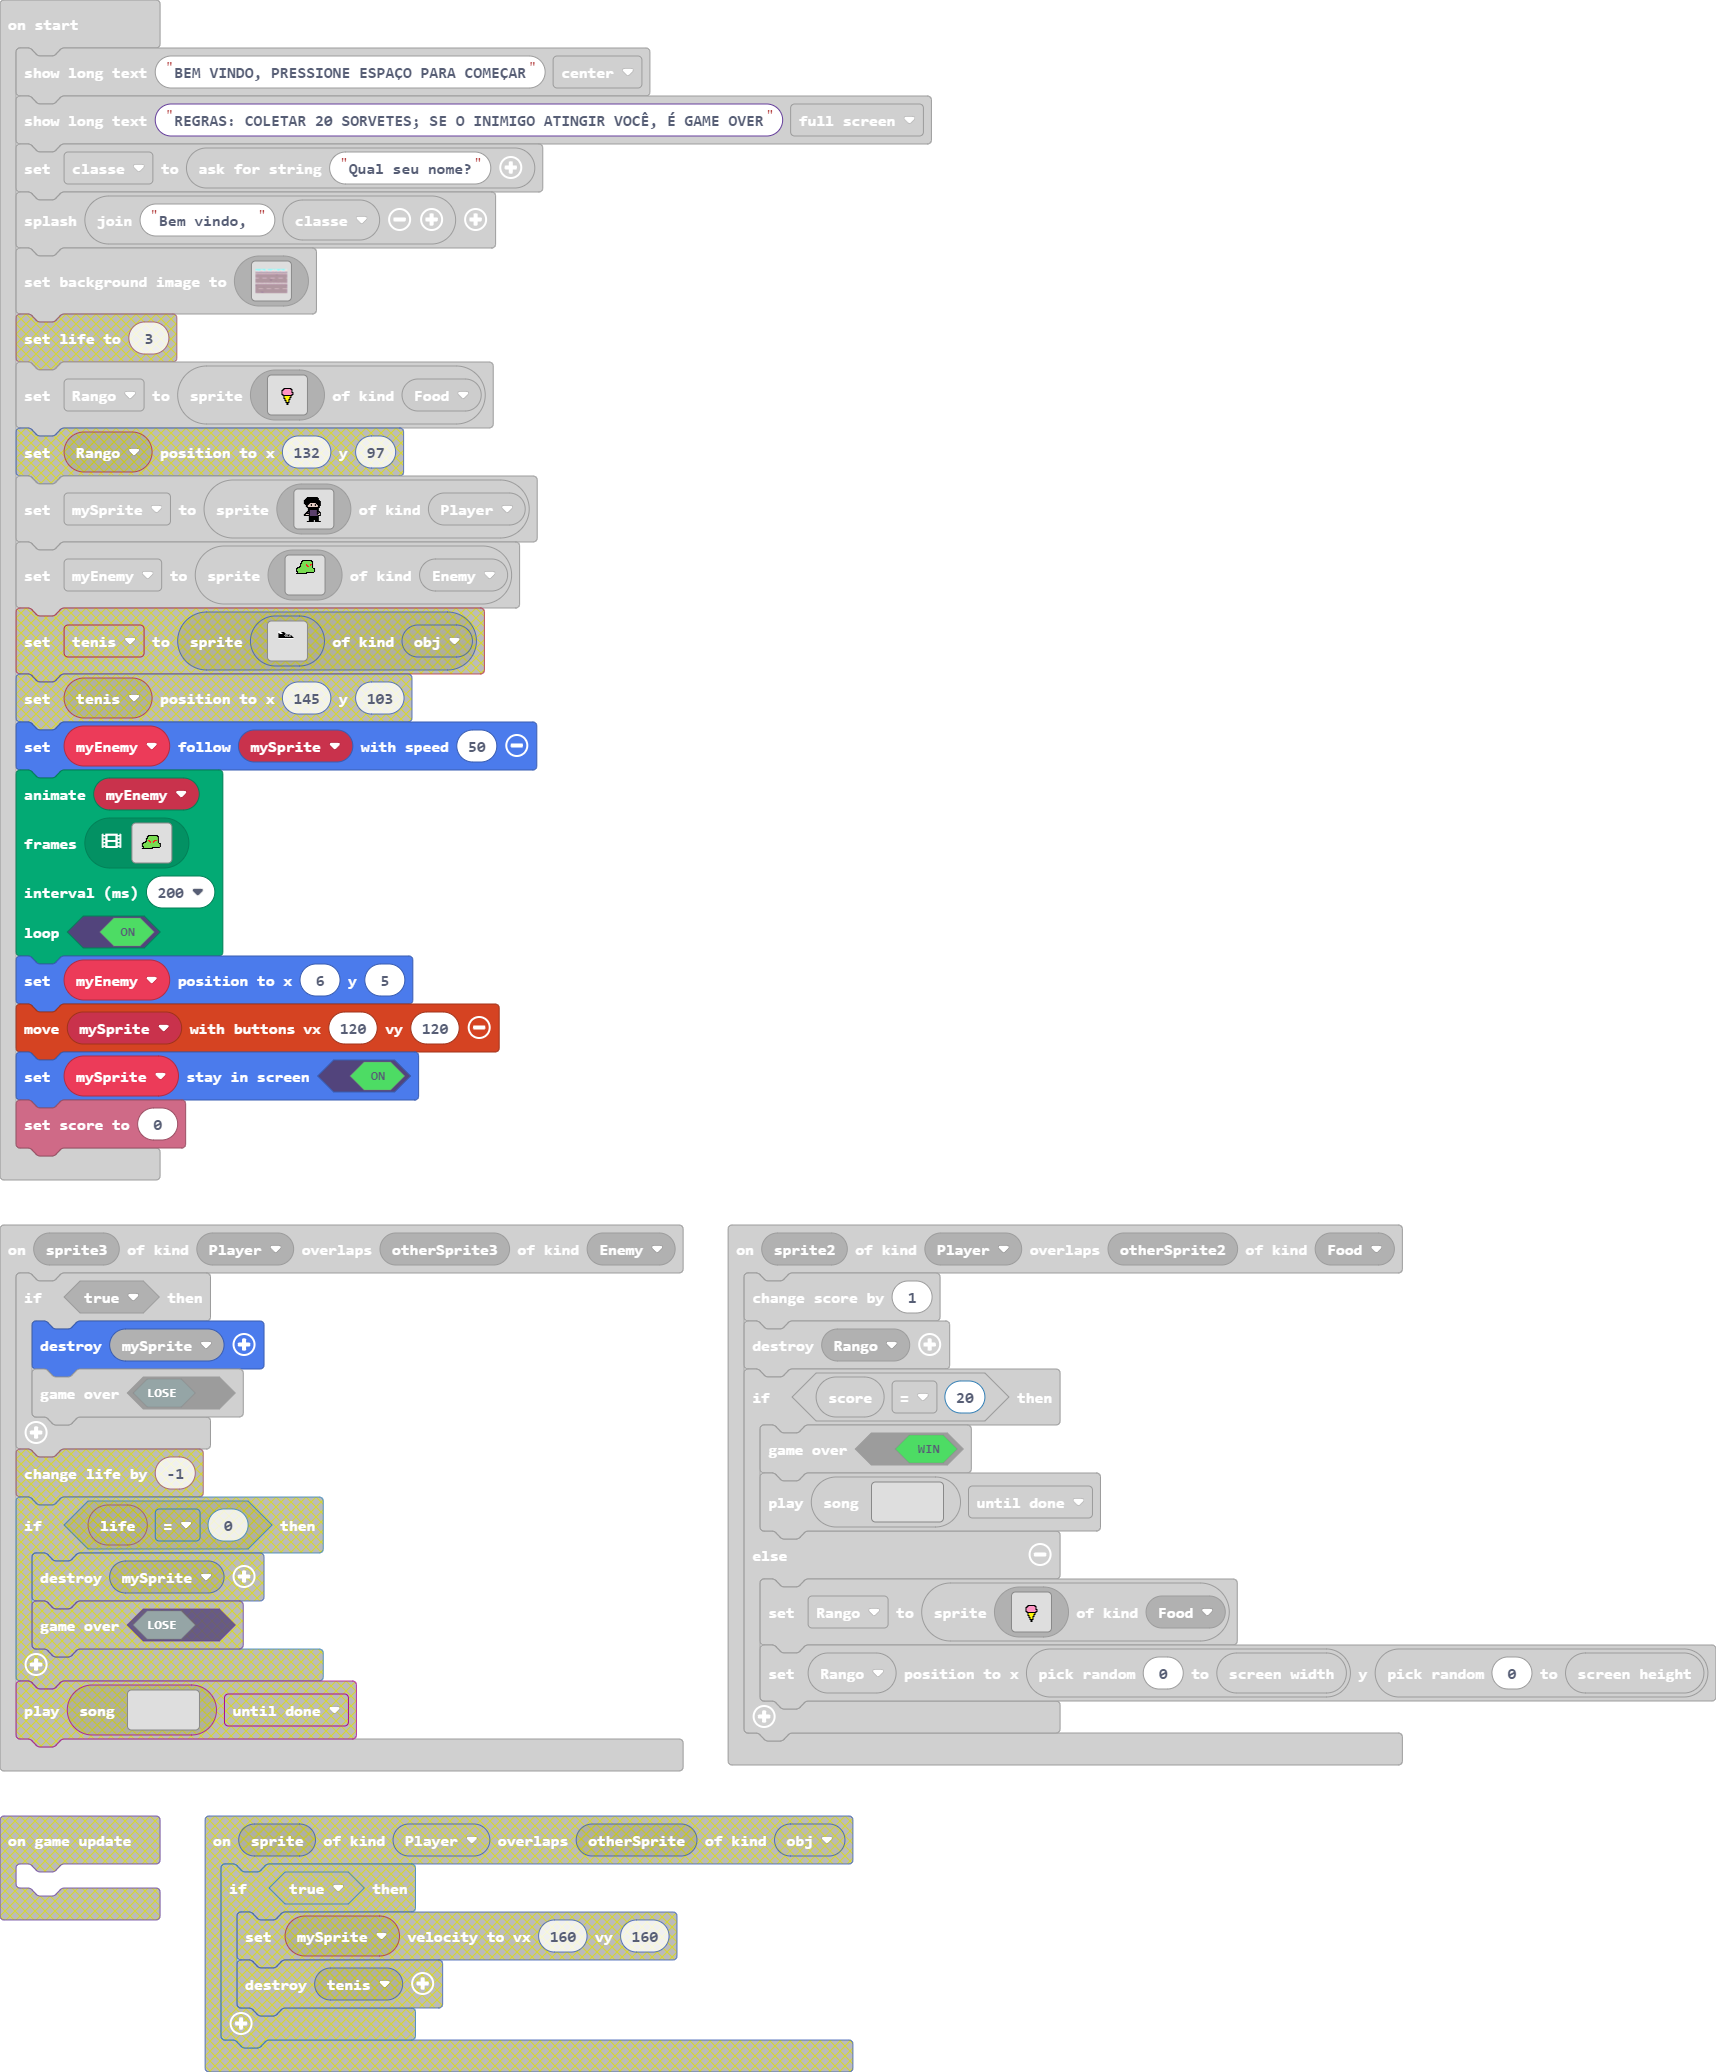 on start
show long text "BEM VINDO, PRESSIONE ESPAÇO PARA COMEÇAR" center
show long text "REGRAS: COLETAR 20 SORVETES; SE O INIMIGO ATINGIR VOCÊ, É GAME OVER" full screen
set classe to ask for string "Qual seu nome?"
splash join "Bem vindo, " classe
set background image to
set life to 3
set Rango to sprite of kind Food
set Rango position to x 132 y 97
set mySprite to sprite of kind Player
set myEnemy to sprite of kind Enemy
set tenis to sprite of kind obj
set tenis position to x 145 y 103
set myEnemy follow mySprite with speed 50
animate myEnemy
frames
interval (ms) 200
loop ON
set myEnemy position to x 6 y 5
move mySprite with buttons vx 120 vy 120
set mySprite stay in screen ON
set score to 0
on sprite3 of kind Player overlaps otherSprite3 of kind Enemy
if true then
destroy mySprite
game over LOSE
change life by -1
if life = 0 then
destroy mySprite
game over LOSE
play song until done
on sprite2 of kind Player overlaps otherSprite2 of kind Food
change score by 1
destroy Rango
if score = 20 then
game over WIN
play song until done
else
set Rango to sprite of kind Food
set Rango position to x pick random 0 to screen width y pick random 0 to screen height
on game update
on sprite of kind Player overlaps otherSprite of kind obj
if true then
set mySprite velocity to vx 160 vy 160
destroy tenis